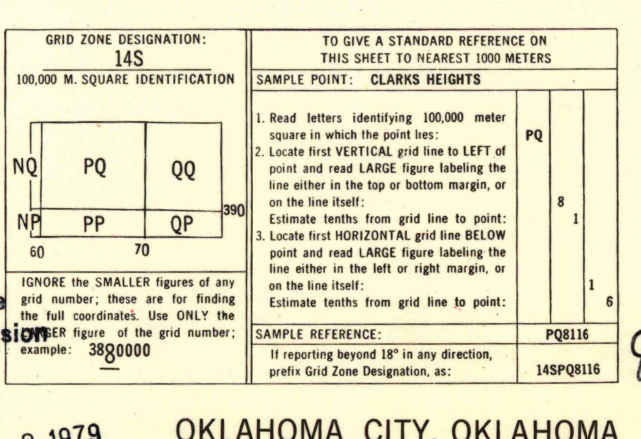 GRID ZONE DESIGNATION:
14S
100,000 M. SQUARE IDENTIFICATION
NQ PQ QQ
390
NP PP QP
60 70
IGNORE the SMALLER figures of any
grid number; these are for finding
the full coordinates. Use ONLY the
figure of the grid number;
sion
example: 3880000
TO GIVE A STANDARD REFERENCE ON
THIS SHEET TO NEAREST 1000 METERS
SAMPLE POINT: CLARKS HEIGHTS
1. Read letters identifying 100,000 meter
square in which the point lies: PQ
2. Locate first VERTICAL grid line to LEFT of
point and read LARGE figure labeling the
line either in the top or bottom margin, or
on the line itself: 8
Estimate tenths from grid line to point: 1
3. Locate first HORIZONTAL grid line BELOW
point and read LARGE figure labeling the
line either in the left or right margin, or
on the line itself: 1
Estimate tenths from grid line to point: 6
SAMPLE REFERENCE: PQ8116
If reporting beyond 18° in any direction,
prefix Grid Zone Designation, as: 14SPQ8116
1979
OKLAHOMA CITY, OKLAHOMA